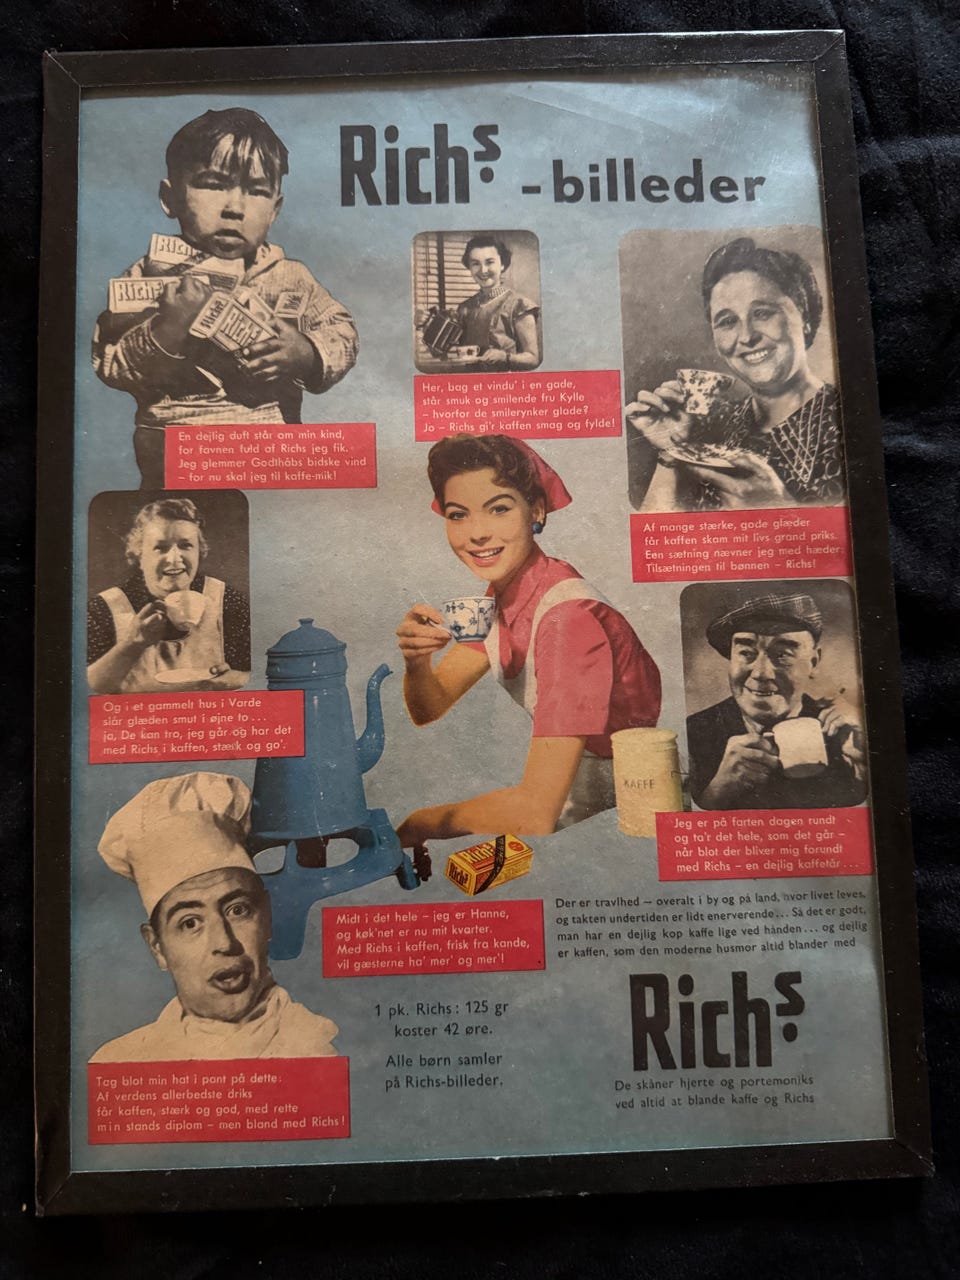 Rich's
-billeder
Richs
Richs
Richs
Richs
En dejlig duft står om min kind,
for favnen fuld af Richs jeg fik.
Jeg glemmer Godthåbs bidske vind
– for nu skal jeg til kaffe-mik!
Her, bag et vindu' i en gade,
står smuk og smilende fru Kylle
– hvorfor de smilerynker glade?
Jo – Richs gi'r kaffen smag og fylde!
Af mange stærke, gode glæder
får kaffen skam mit livs grand priks.
Een sætning nævner jeg med hæder:
Tilsætningen til bønnen – Richs!
Og i et gammelt hus i Varde
slår glæden smut i øjne to...
ja, De kan tro, jeg går og har det
med Richs i kaffen, stærk og go'.
KAFFE
Jeg er på farten dagen rundt
og ta'r det hele, som det går –
når blot der bliver mig forundt
med Richs – en dejlig kaffetår...
Richs
Richs
Midt i det hele – jeg er Hanne,
og køk'net er nu mit kvarter.
Med Richs i kaffen, frisk fra kande,
vil gæsterne ha' mer' og mer'!
Der er travlhed – overalt i by og på land, hvor livet leves,
og takten undertiden er lidt enerverende... Så det er godt,
man har en dejlig kop kaffe lige ved hånden... og dejlig
er kaffen, som den moderne husmor altid blander med
Rich's
De skåner hjerte og portemoniks
ved altid at blande kaffe og Richs
1 pk. Richs: 125 gr
koster 42 øre.
Alle børn samler
på Richs-billeder.
Tag blot min hat i pant på dette:
Af verdens allerbedste driks
får kaffen, stærk og god, med rette
min stands diplom – men bland med Richs!